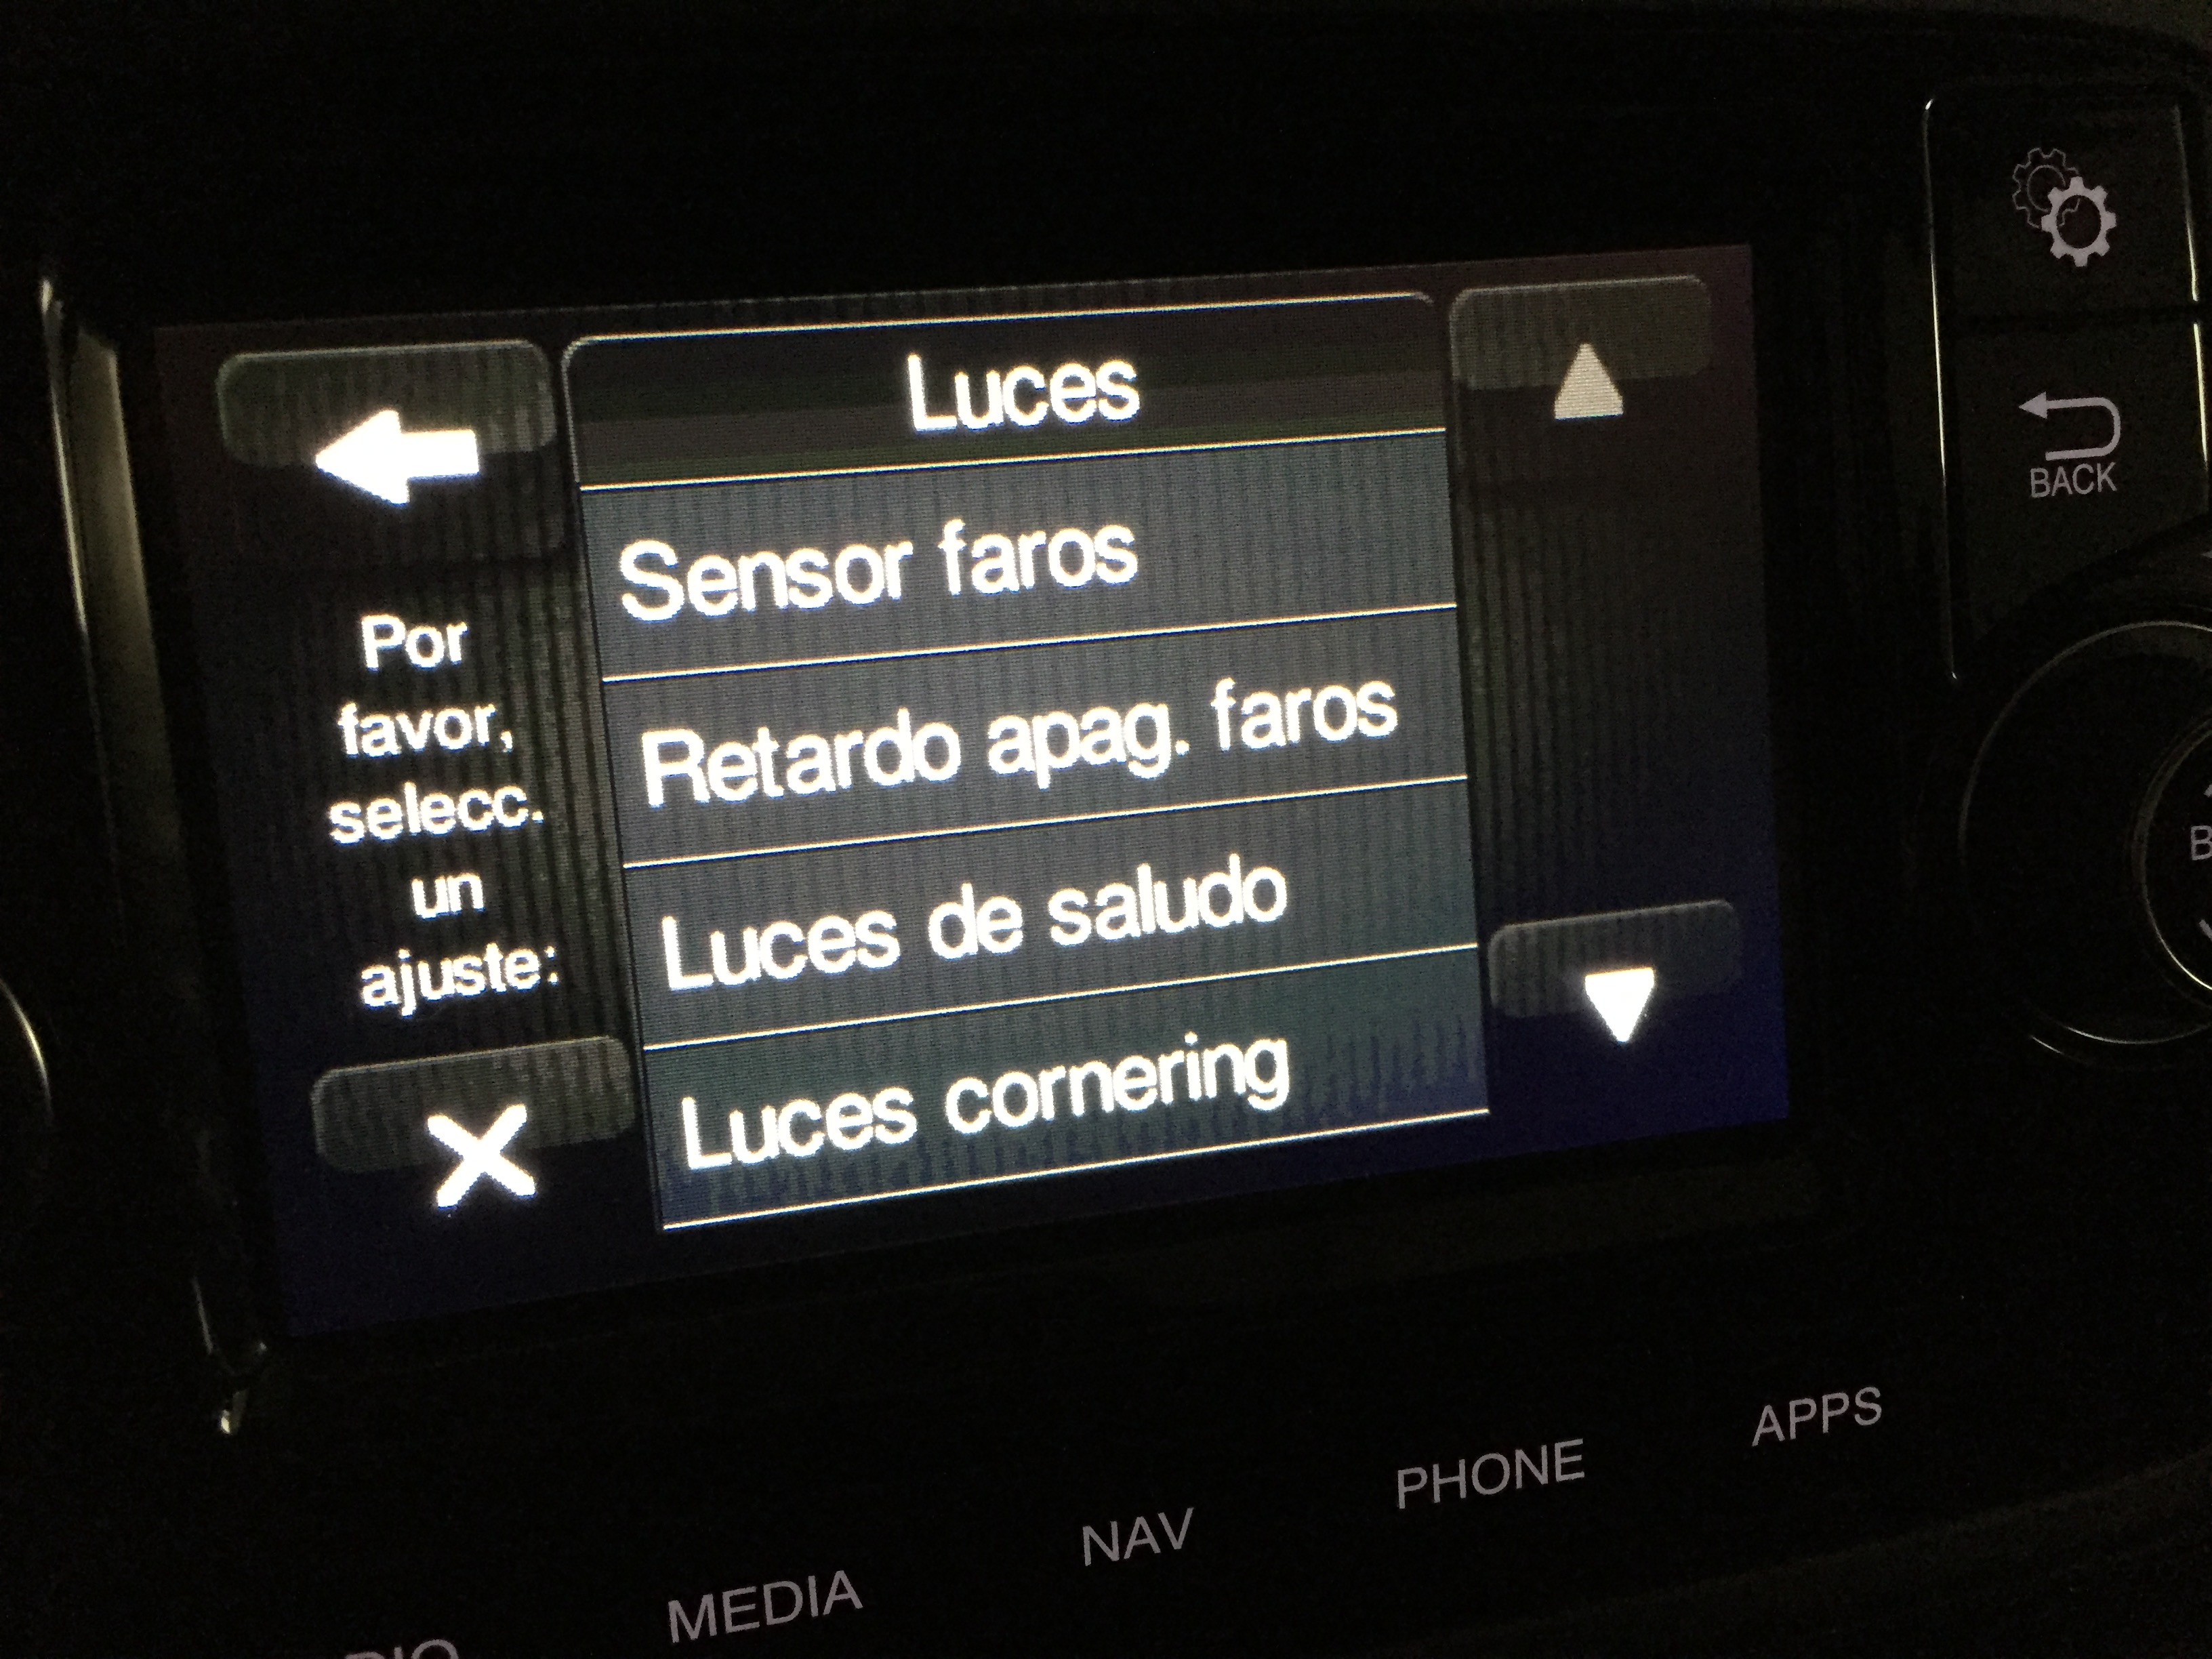 Luces
Sensor faros
Retardo apag. faros
Luces de saludo
Luces cornering
Por
favor,
selecc.
un
ajuste:
BACK
MEDIA
NAV
PHONE
APPS